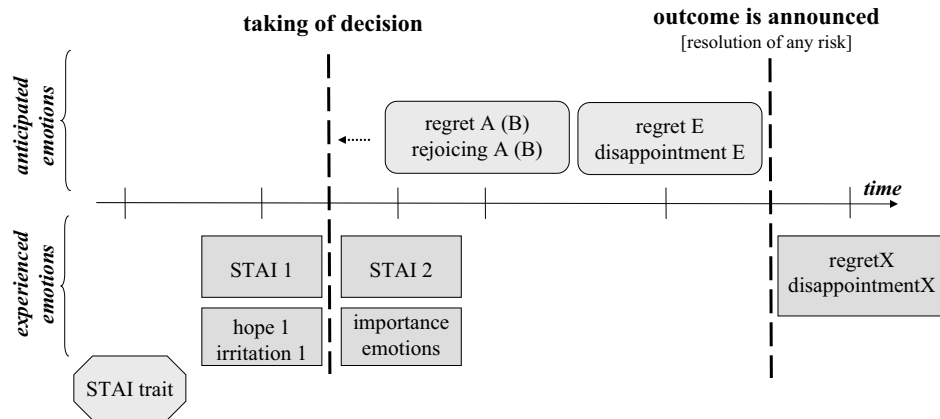 taking of decision
outcome is announced
[resolution of any risk]
anticipated
emotions
regret A (B)
rejoicing A (B)
regret E
disappointment E
time
experienced
emotions
STAI 1
STAI 2
regretX
disappointmentX
hope 1
irritation 1
importance
emotions
STAI trait